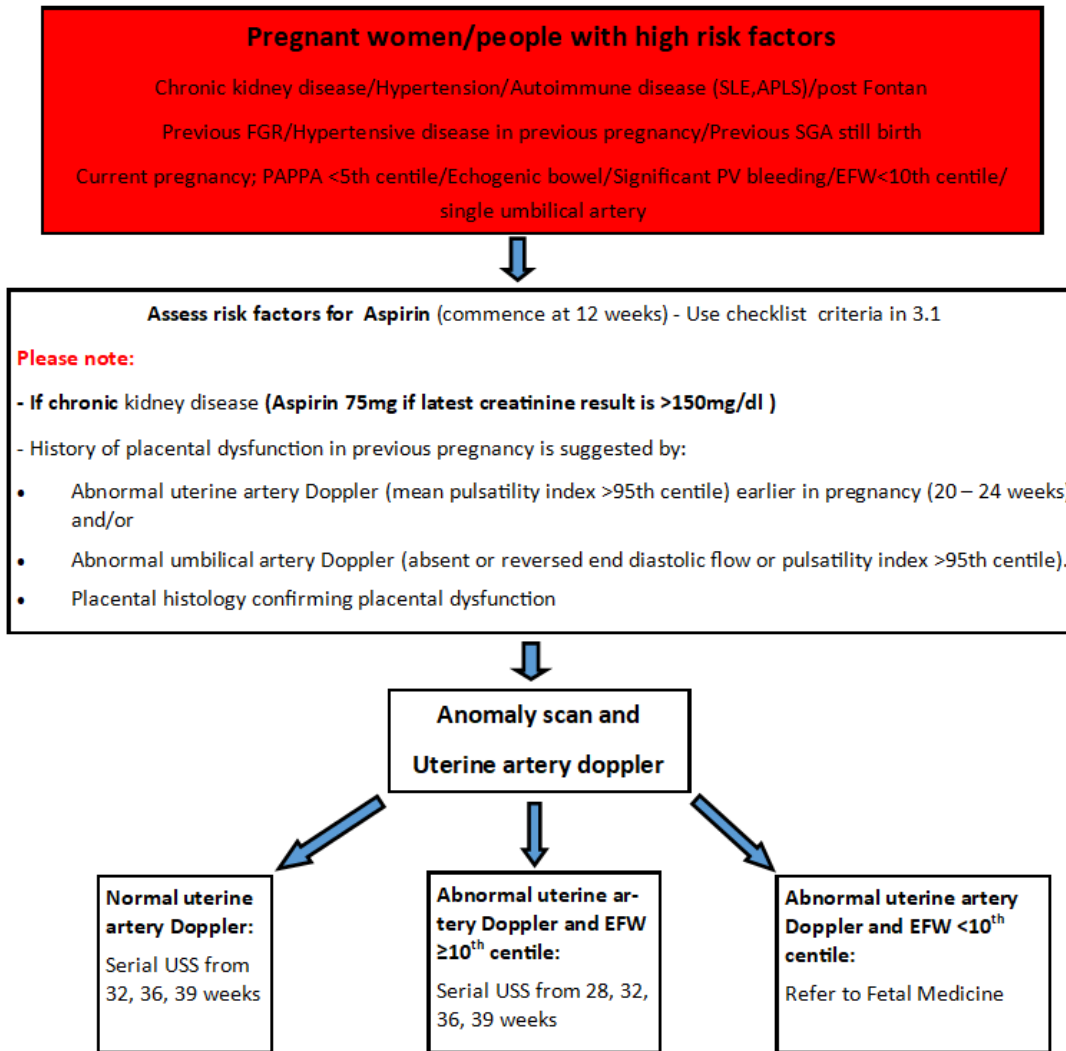 Pregnant women/people with high risk factors
Chronic kidney disease/Hypertension/Autoimmune disease (SLE,APLS)/post Fontan
Previous FGR/Hypertensive disease in previous pregnancy/Previous SGA still birth
Current pregnancy; PAPPA <5th centile/Echogenic bowel/Significant PV bleeding/EFW<10th centile/
single umbilical artery
Assess risk factors for Aspirin (commence at 12 weeks) - Use checklist criteria in 3.1
Please note:
- If chronic kidney disease (Aspirin 75mg if latest creatinine result is >150mg/dl )
- History of placental dysfunction in previous pregnancy is suggested by:
• Abnormal uterine artery Doppler (mean pulsatility index >95th centile) earlier in pregnancy (20 – 24 weeks)
and/or
• Abnormal umbilical artery Doppler (absent or reversed end diastolic flow or pulsatility index >95th centile).
• Placental histology confirming placental dysfunction
Anomaly scan and
Uterine artery doppler
Normal uterine
artery Doppler:
Serial USS from
32, 36, 39 weeks
Abnormal uterine ar-
tery Doppler and EFW
≥10th centile:
Serial USS from 28, 32,
36, 39 weeks
Abnormal uterine artery
Doppler and EFW <10th
centile:
Refer to Fetal Medicine